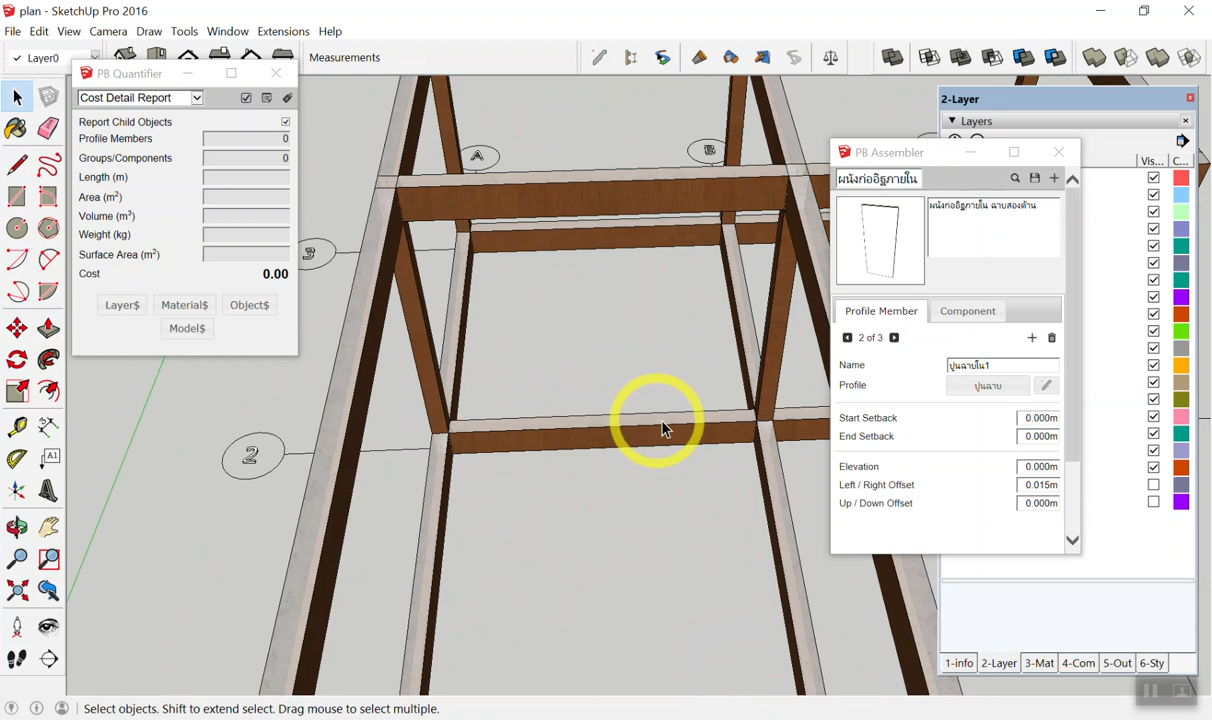 plan - SketchUp Pro 2016
File Edit View Camera Draw Tools Window Extensions Help
Layer0
Measurements
PB Quantifier
Cost Detail Report
Report Child Objects
Profile Members 0
Groups/Components 0
Length (m)
Area (m²)
Volume (m³)
Weight (kg)
Surface Area (m²)
Cost 0.00
Layer$ Material$ Object$
Model$
A
B
3
2
2-Layer
Layers
Vis... C...
PB Assembler
ผนังก่ออิฐภายใน
ผนังก่ออิฐภายใน ฉาบสองด้าน
Profile Member Component
2 of 3
Name ปูนฉาบใน1
Profile ปูนฉาบ
Start Setback 0.000m
End Setback 0.000m
Elevation 0.000m
Left / Right Offset 0.015m
Up / Down Offset 0.000m
1-info 2-Layer 3-Mat 4-Com 5-Out 6-Sty
A1
Select objects. Shift to extend select. Drag mouse to select multiple.